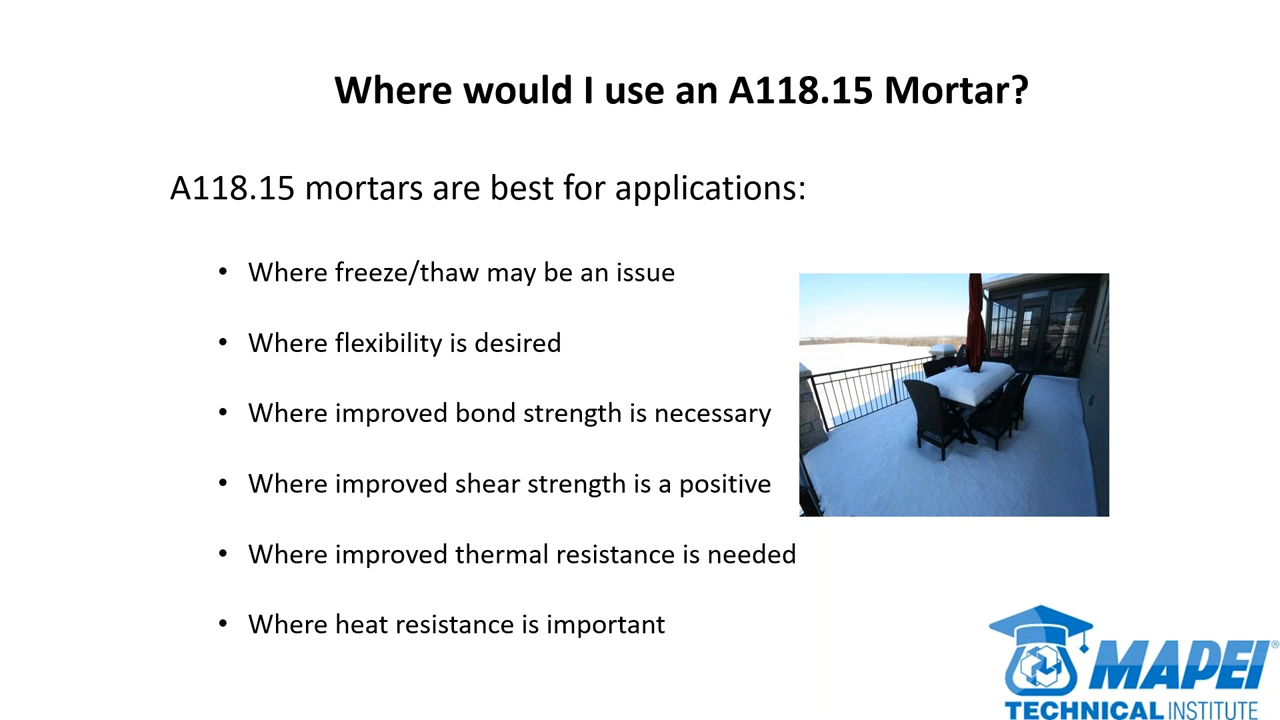 Where would I use an A118.15 Mortar?
A118.15 mortars are best for applications:
• Where freeze/thaw may be an issue
• Where flexibility is desired
• Where improved bond strength is necessary
• Where improved shear strength is a positive
• Where improved thermal resistance is needed
• Where heat resistance is important
MAPEI®
TECHNICAL INSTITUTE